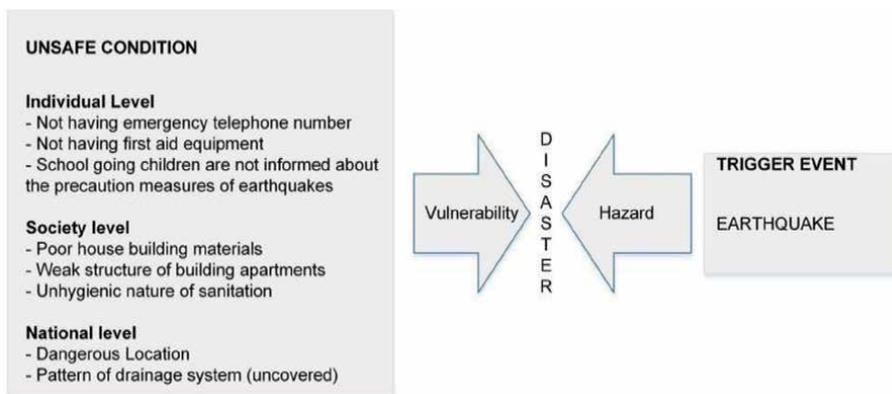 UNSAFE CONDITION
Individual Level
- Not having emergency telephone number
- Not having first aid equipment
- School going children are not informed about
the precaution measures of earthquakes
Society level
- Poor house building materials
- Weak structure of building apartments
- Unhygienic nature of sanitation
National level
- Dangerous Location
- Pattern of drainage system (uncovered)
Vulnerability
D
I
S
A
S
T
E
R
Hazard
TRIGGER EVENT
EARTHQUAKE